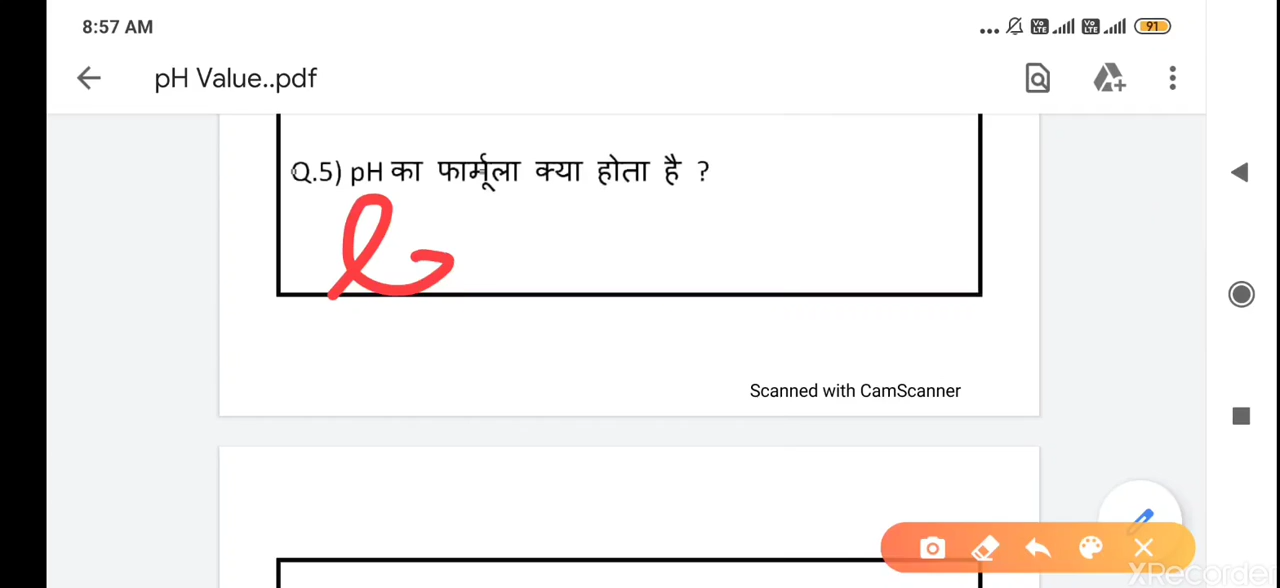 8:57 AM
91
pH Value..pdf
Q.5) pH का फार्मूला क्या होता है ?
Scanned with CamScanner
XRecorder